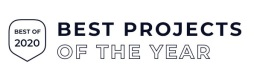 BEST OF
2020
BEST PROJECTS
OF THE YEAR